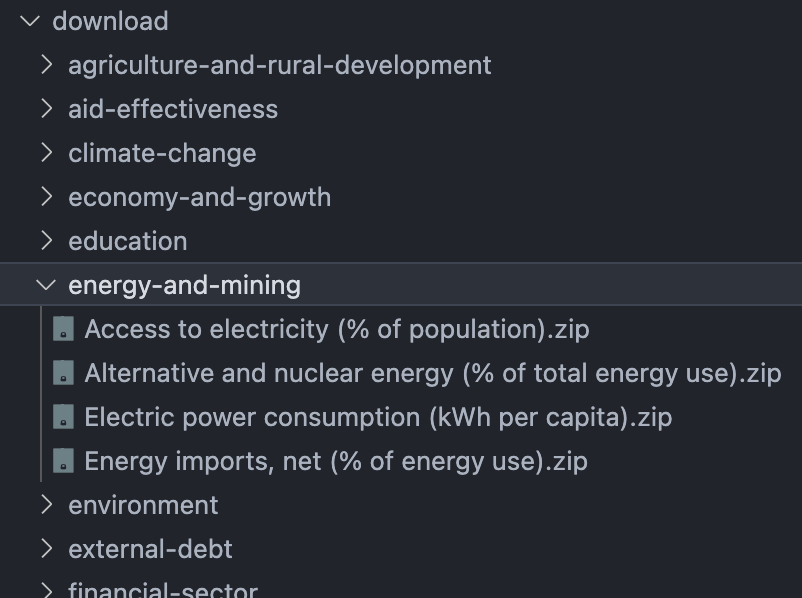 download
agriculture-and-rural-development
aid-effectiveness
climate-change
economy-and-growth
education
energy-and-mining
Access to electricity (% of population).zip
Alternative and nuclear energy (% of total energy use).zip
Electric power consumption (kWh per capita).zip
Energy imports, net (% of energy use).zip
environment
external-debt
financial-sector